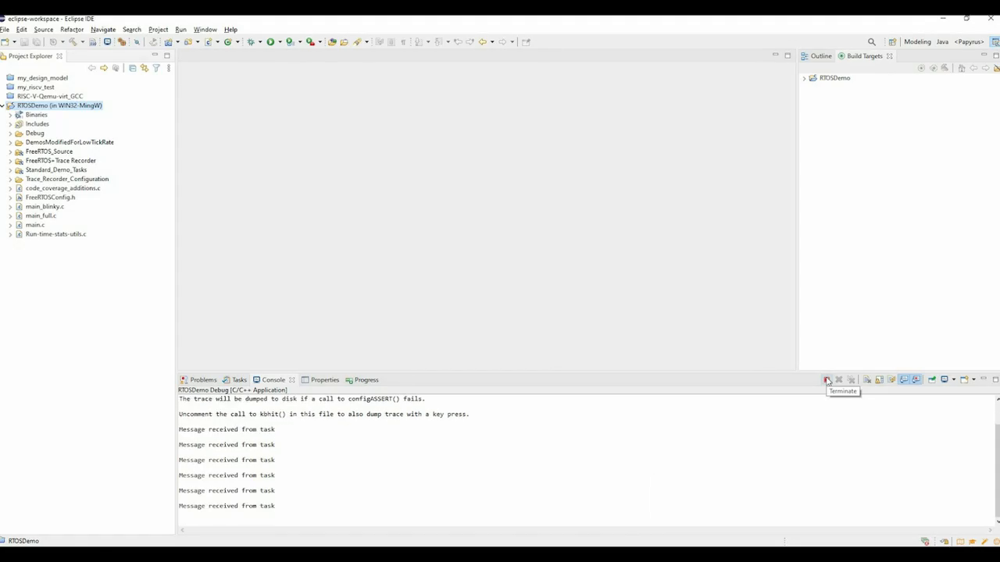 eclipse-workspace - Eclipse IDE
File Edit Source Refactor Navigate Search Project Run Window Help
Modeling Java <Papyrus>
Project Explorer
Outline Build Targets
my_design_model
my_riscv_test
RISC-V-Qemu-virt_GCC
RTOSDemo (in WIN32-MingW)
Binaries
Includes
Debug
DemosModifiedForLowTickRate
FreeRTOS_Source
FreeRTOS+Trace Recorder
Standard_Demo_Tasks
Trace_Recorder_Configuration
code_coverage_additions.c
FreeRTOSConfig.h
main_blinky.c
main_full.c
main.c
Run-time-stats-utils.c
RTOSDemo
Problems Tasks Console Properties Progress
Terminate
RTOSDemo Debug [C/C++ Application]
The trace will be dumped to disk if a call to configASSERT() fails.
Uncomment the call to kbhit() in this file to also dump trace with a key press.
Message received from task
Message received from task
Message received from task
Message received from task
Message received from task
Message received from task
RTOSDemo